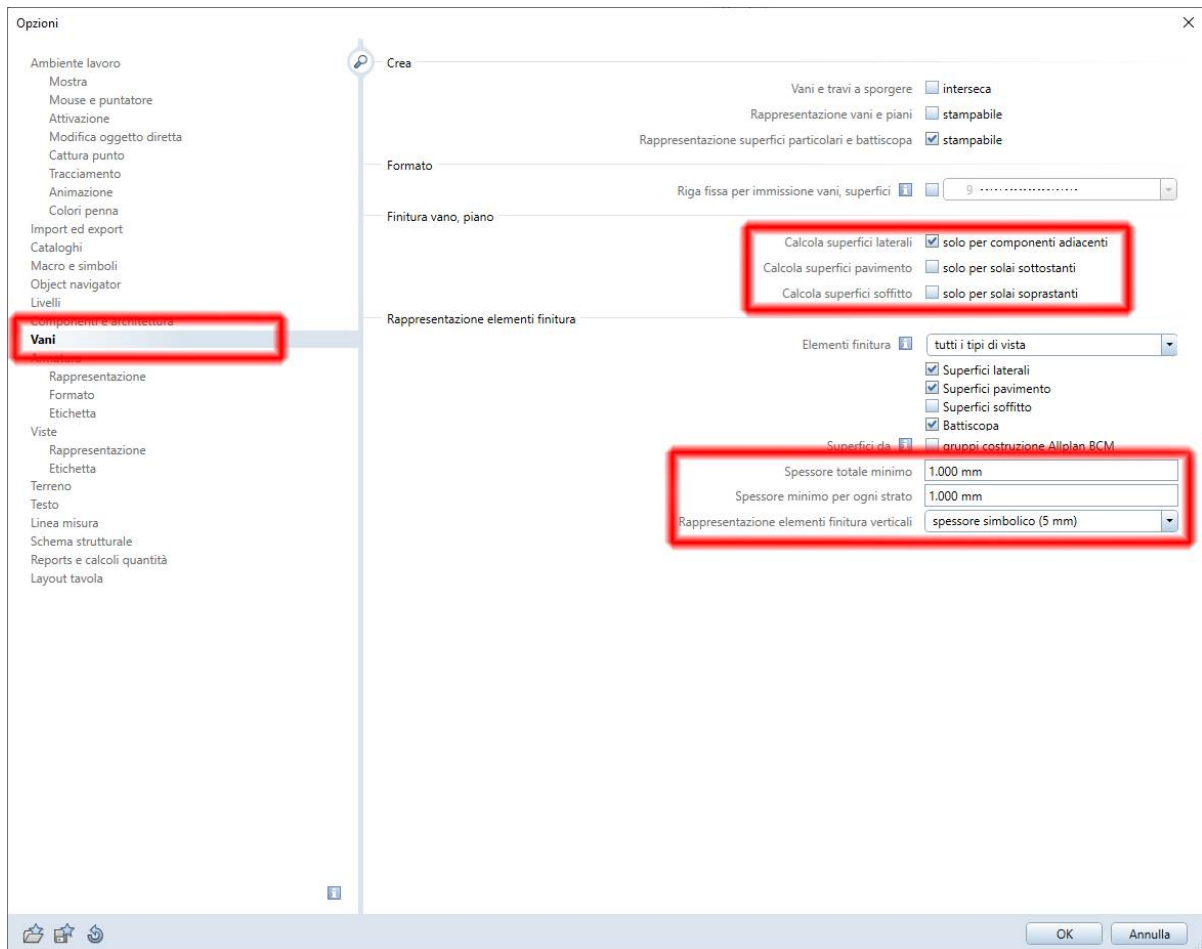 Opzioni
Ambiente lavoro
Mostra
Mouse e puntatore
Attivazione
Modifica oggetto diretta
Cattura punto
Tracciamento
Animazione
Colori penna
Import ed export
Cataloghi
Macro e simboli
Object navigator
Livelli
Componenti e architettura
Vani
Armatura
Rappresentazione
Formato
Etichetta
Viste
Rappresentazione
Etichetta
Terreno
Testo
Linea misura
Schema strutturale
Reports e calcoli quantità
Layout tavola
Crea
Vani e travi a sporgere interseca
Rappresentazione vani e piani stampabile
Rappresentazione superfici particolari e battiscopa stampabile
Formato
Riga fissa per immissione vani, superfici 9
Finitura vano, piano
Calcola superfici laterali solo per componenti adiacenti
Calcola superfici pavimento solo per solai sottostanti
Calcola superfici soffitto solo per solai soprastanti
Rappresentazione elementi finitura
Elementi finitura tutti i tipi di vista
Superfici laterali
Superfici pavimento
Superfici soffitto
Battiscopa
Superfici da gruppi costruzione Allplan BCM
Spessore totale minimo 1.000 mm
Spessore minimo per ogni strato 1.000 mm
Rappresentazione elementi finitura verticali spessore simbolico (5 mm)
OK Annulla